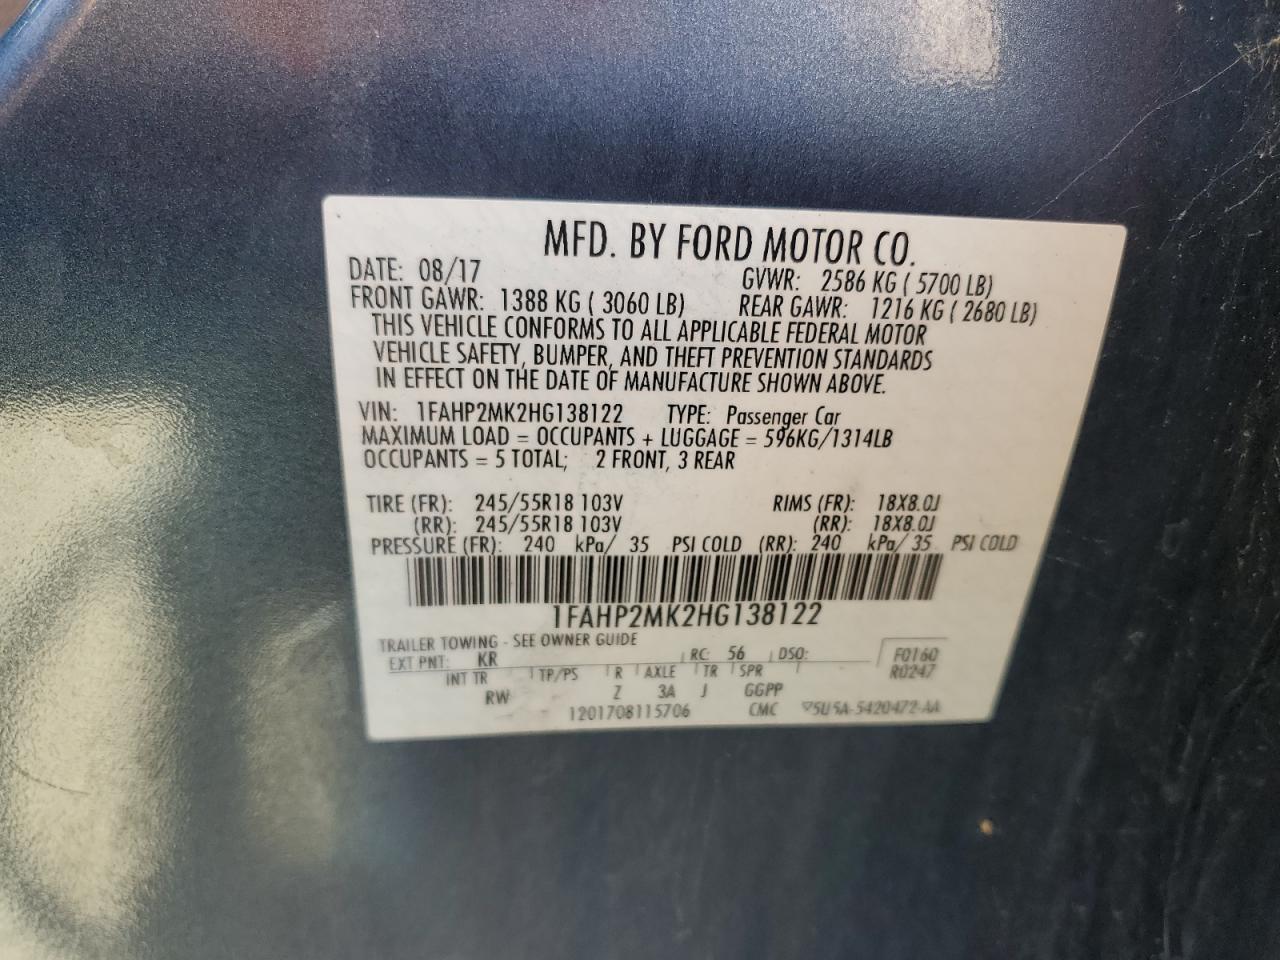 MFD. BY FORD MOTOR CO.
DATE: 08/17 GVWR: 2586 KG ( 5700 LB)
FRONT GAWR: 1388 KG ( 3060 LB) REAR GAWR: 1216 KG ( 2680 LB)
THIS VEHICLE CONFORMS TO ALL APPLICABLE FEDERAL MOTOR
VEHICLE SAFETY, BUMPER, AND THEFT PREVENTION STANDARDS
IN EFFECT ON THE DATE OF MANUFACTURE SHOWN ABOVE.
VIN: 1FAHP2MK2HG138122 TYPE: Passenger Car
MAXIMUM LOAD = OCCUPANTS + LUGGAGE = 596KG/1314LB
OCCUPANTS = 5 TOTAL; 2 FRONT, 3 REAR
TIRE (FR): 245/55R18 103V RIMS (FR): 18X8.0J
(RR): 245/55R18 103V (RR): 18X8.0J
PRESSURE (FR): 240 kPa/ 35 PSI COLD (RR): 240 kPa/ 35 PSI COLD
1FAHP2MK2HG138122
TRAILER TOWING - SEE OWNER GUIDE
EXT PNT: KR RC: 56 DSO: F0160
INT TR TP/PS R AXLE TR SPR R0247
RW Z 3A J GGPP
1201708115706 CMC 5U5A-5420472-AA